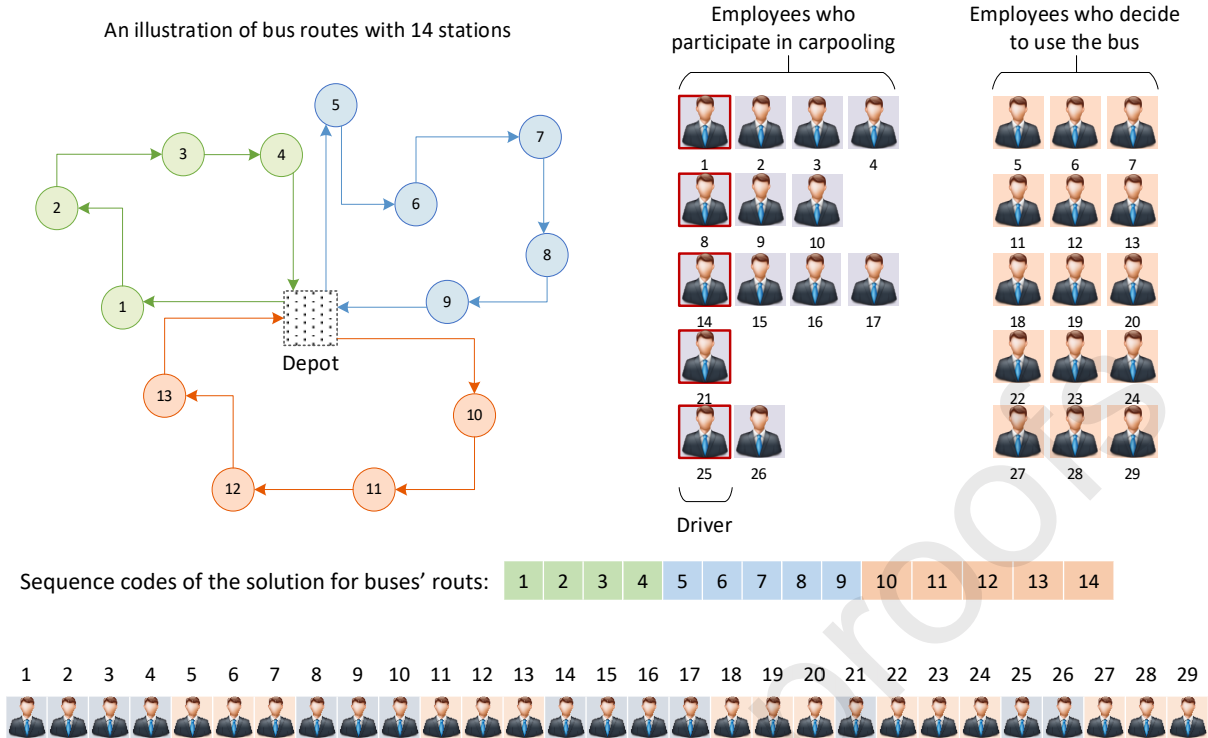 An illustration of bus routes with 14 stations
1
2
3
4
5
6
7
8
9
10
11
12
13
Depot
Employees who
participate in carpooling
1 2 3 4
8 9 10
14 15 16 17
21
25 26
Driver
Employees who decide
to use the bus
5 6 7
11 12 13
18 19 20
22 23 24
27 28 29
Sequence codes of the solution for buses' routs: 1 2 3 4 5 6 7 8 9 10 11 12 13 14
1 2 3 4 5 6 7 8 9 10 11 12 13 14 15 16 17 18 19 20 21 22 23 24 25 26 27 28 29
proofs